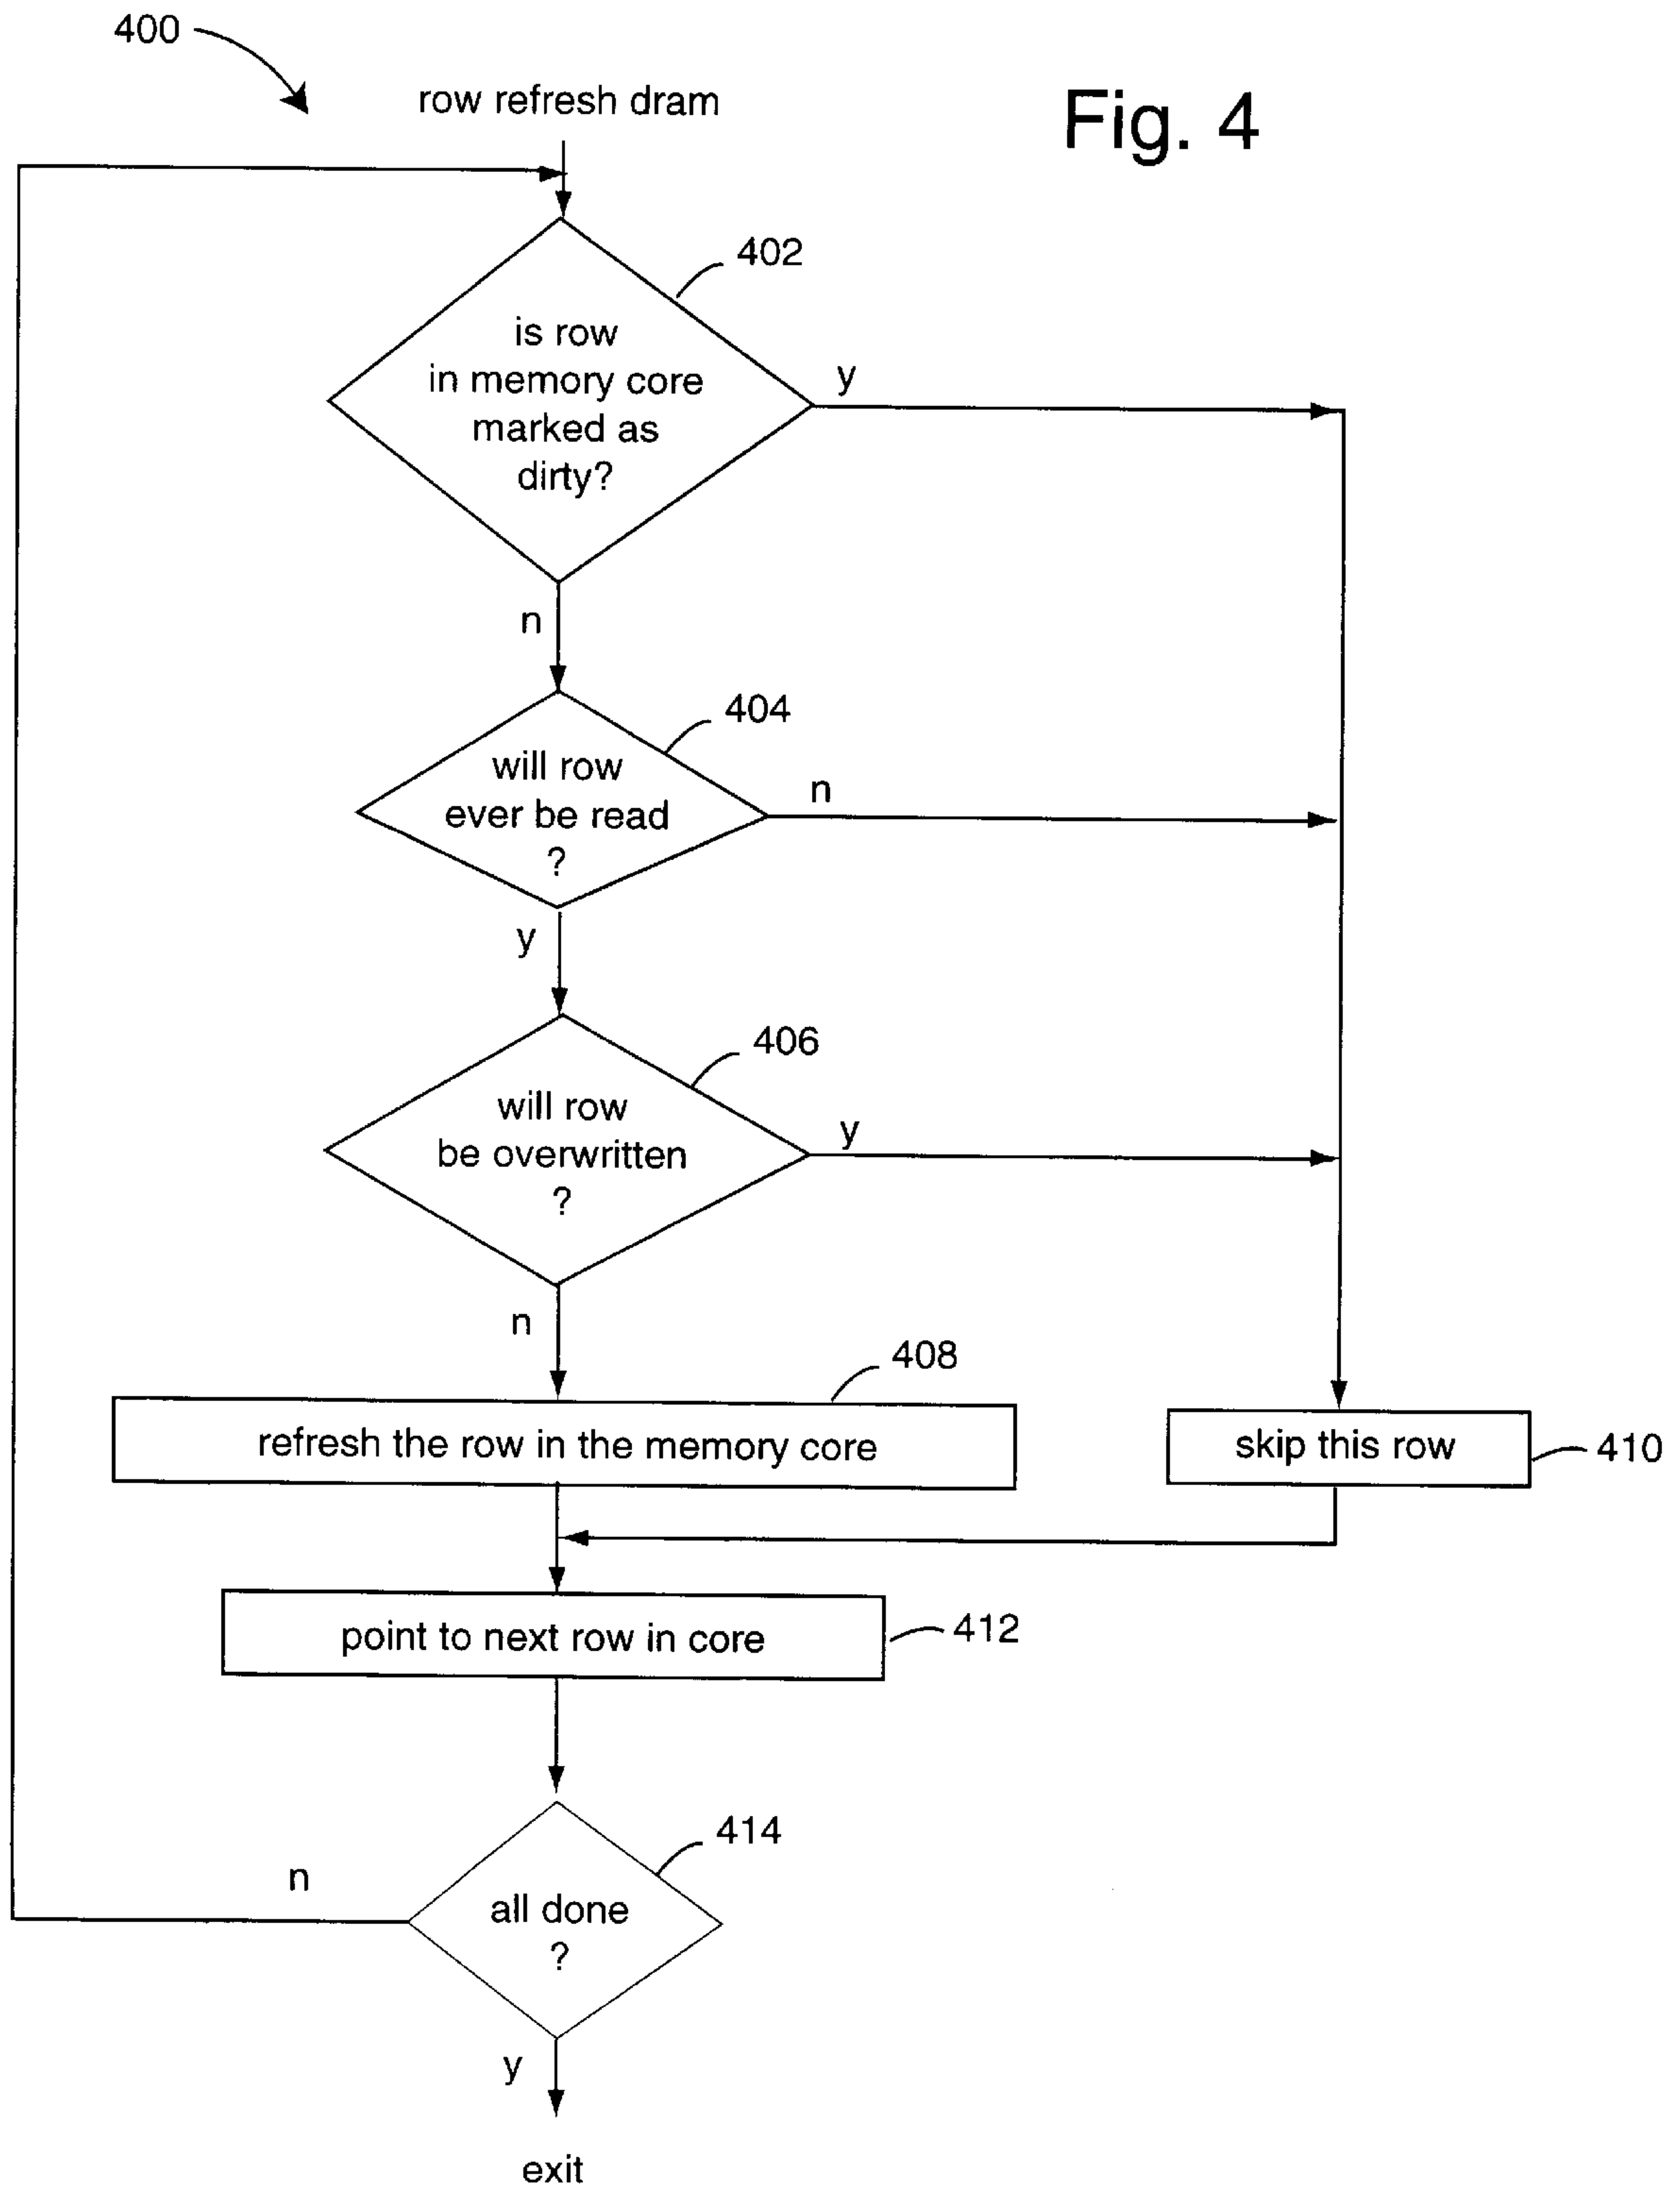 400
row refresh dram
Fig. 4
402
is row
in memory core
marked as
dirty?
y
n
404
will row
ever be read
?
n
y
406
will row
be overwritten
?
y
n
408
refresh the row in the memory core
skip this row
410
point to next row in core
412
414
n
all done
?
y
exit